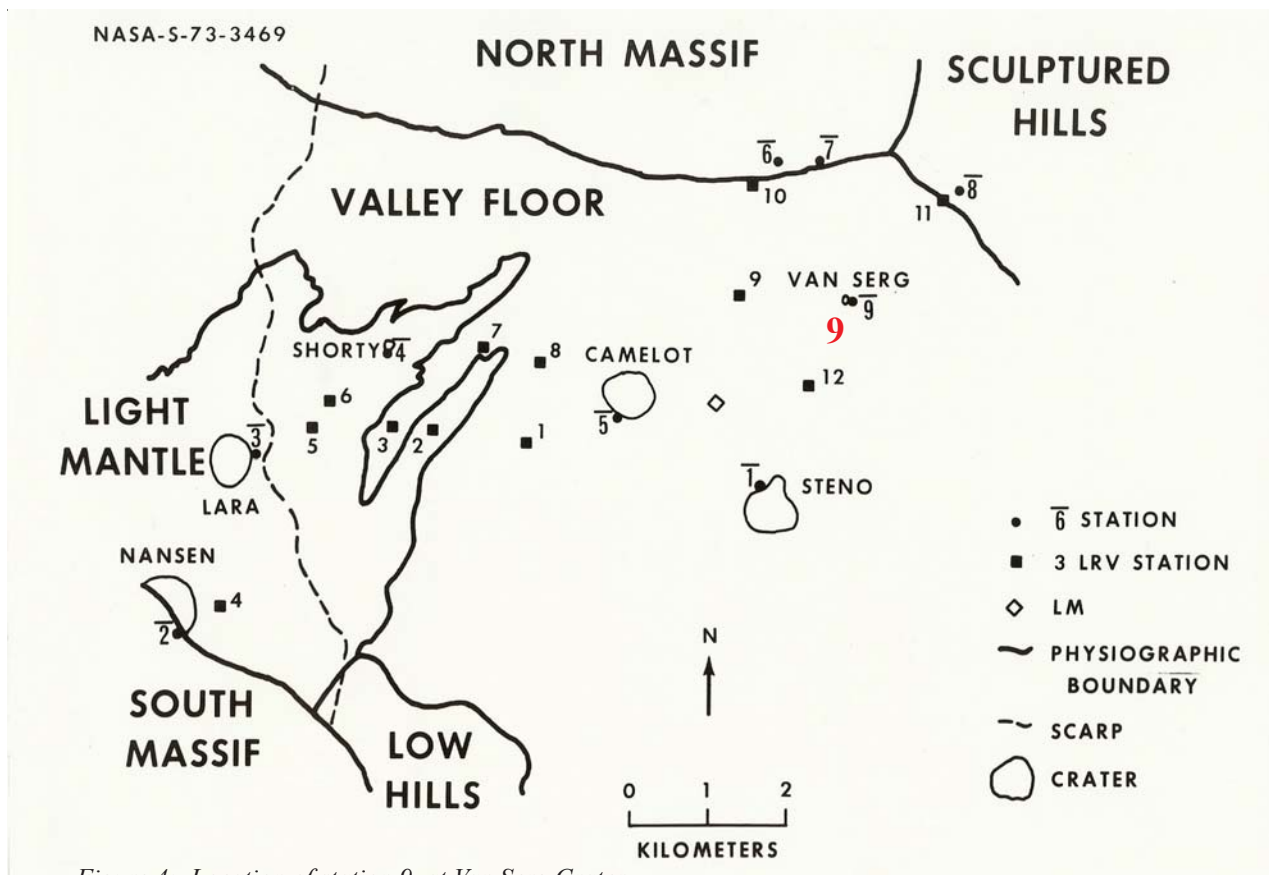 NASA-S-73-3469
NORTH MASSIF
SCULPTURED
HILLS
6̅
7̅
8̅
10
11
VALLEY FLOOR
9
VAN SERG
9̅
9
SHORTY
4̅
7
8
CAMELOT
12
LIGHT
MANTLE
6
5
3
2
1
5̅
3̅
LARA
1̅
STENO
NANSEN
4
2̅
SOUTH
MASSIF
LOW
HILLS
N
0 1 2
KILOMETERS
6̅ STATION
3 LRV STATION
LM
PHYSIOGRAPHIC
BOUNDARY
SCARP
CRATER